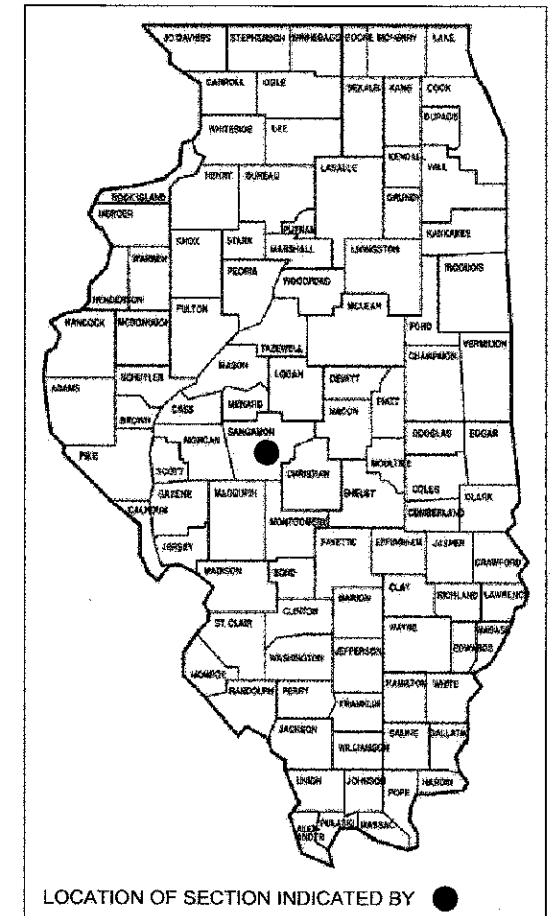 JO DAVIESS STEPHENSON WINNEBAGO BOONE MCHENRY LAKE
CARROLL OGLE DEKALB KANE COOK
DUPAGE
WHITESIDE LEE
KENDALL WILL
HENRY BUREAU LASALLE
GRUNDY
ROCK ISLAND
MERCER
KANKAKEE
PUTNAM
KNOX STARK MARSHALL LIVINGSTON
WARREN
PEORIA IROQUOIS
WOODFORD
HENDERSON FULTON MCLEAN
HANCOCK MCDONOUGH FORD
VERMILION
TAZEWELL CHAMPAIGN
MASON LOGAN
SCHUYLER DEWITT
ADAMS MENARD PIATT
CASS MACON
BROWN SANGAMON
MORGAN DOUGLAS EDGAR
PIKE CHRISTIAN MOULTRIE
SCOTT COLES
GREENE MACOUPIN SHELBY CLARK
CALHOUN CUMBERLAND
MONTGOMERY
JERSEY FAYETTE EFFINGHAM JASPER
CRAWFORD
MADISON BOND
CLAY RICHLAND LAWRENCE
CLINTON MARION
ST. CLAIR WAYNE WABASH
EDWARDS
WASHINGTON JEFFERSON
MONROE
RANDOLPH PERRY HAMILTON WHITE
FRANKLIN
JACKSON SALINE GALLATIN
WILLIAMSON
UNION JOHNSON HARDIN
POPE
ALEX-
ANDER PULASKI MASSAC
LOCATION OF SECTION INDICATED BY